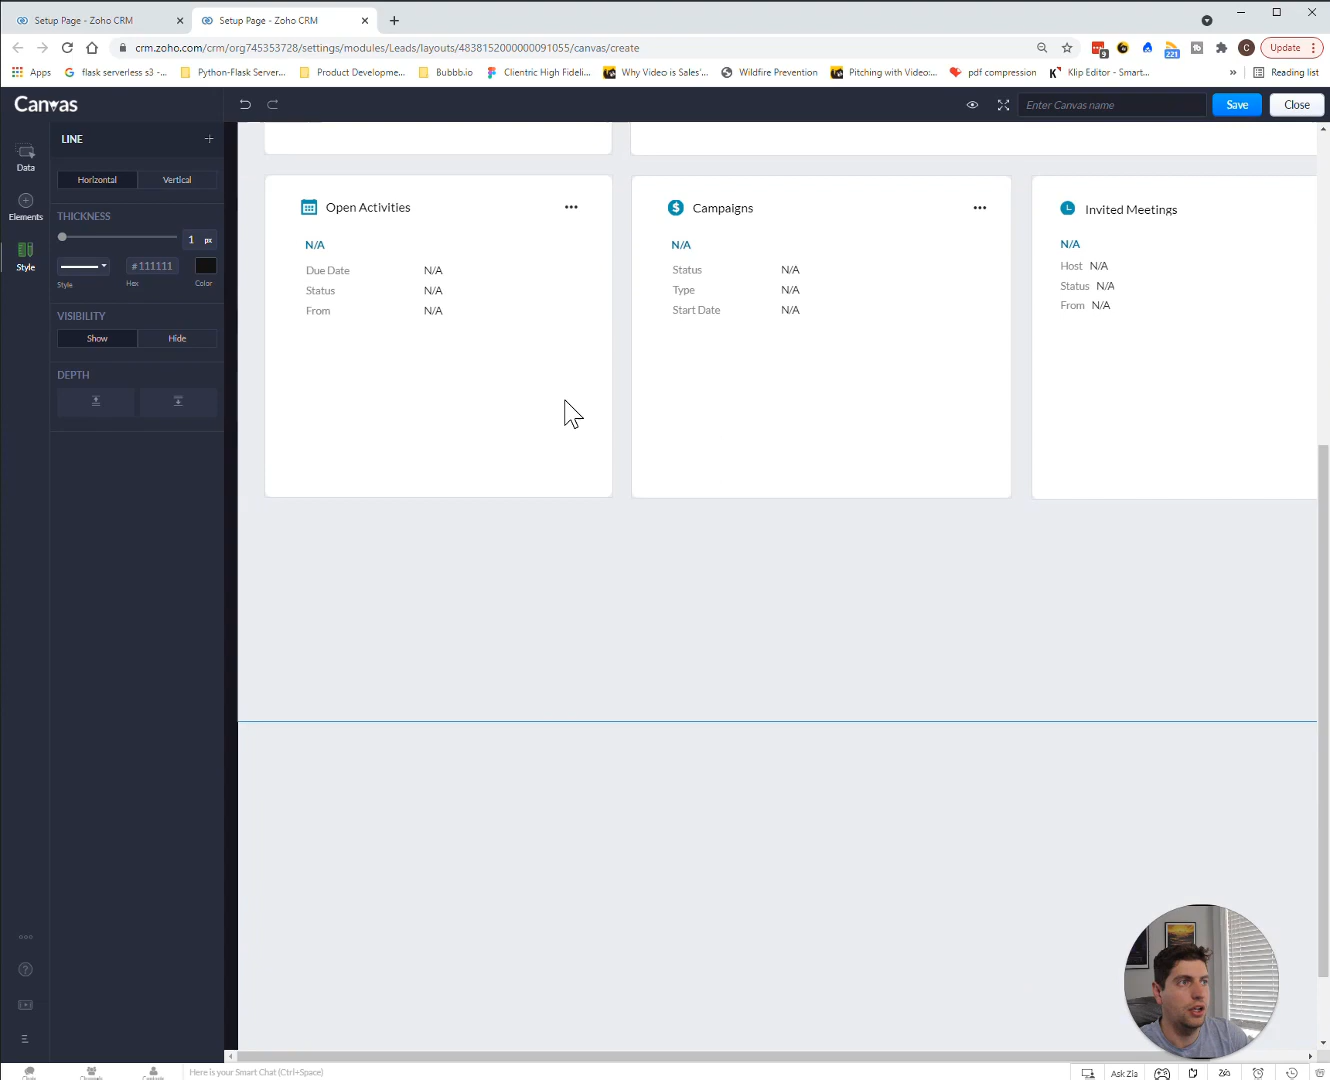 Setup Page - Zoho CRM
Setup Page - Zoho CRM
crm.zoho.com/crm/org745353728/settings/modules/Leads/layouts/4838152000000091055/canvas/create
9
221
C
Update
Apps
flask serverless s3 -...
Python-Flask Server...
Product Developme...
Bubbb.io
Clientric High Fideli...
Why Video is Sales'...
Wildfire Prevention
Pitching with Video:...
pdf compression
Klip Editor - Smart...
»
Reading list
Canvas
Enter Canvas name
Save
Close
LINE
Data
Horizontal
Vertical
Elements
THICKNESS
1 px
Style
#111111
Style
Hex
Color
VISIBILITY
Show
Hide
DEPTH
Open Activities
N/A
Due Date N/A
Status N/A
From N/A
Campaigns
N/A
Status N/A
Type N/A
Start Date N/A
Invited Meetings
N/A
Host N/A
Status N/A
From N/A
Here is your Smart Chat (Ctrl+Space)
Ask Zia